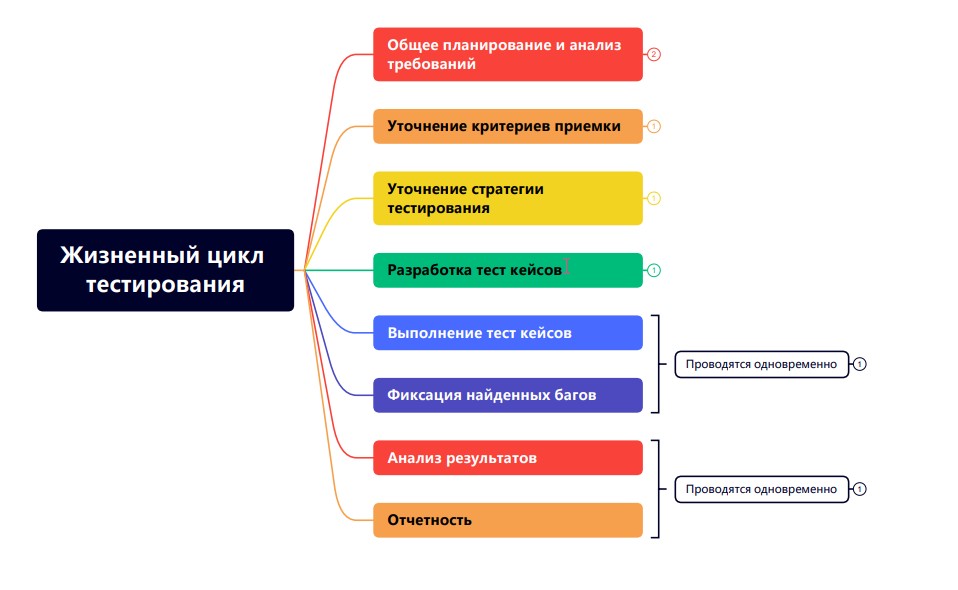 Общее планирование и анализ
требований
2
Уточнение критериев приемки
1
Уточнение стратегии
тестирования
1
Жизненный цикл
тестирования
Разработка тест кейсов
1
Выполнение тест кейсов
Проводятся одновременно
1
Фиксация найденных багов
Анализ результатов
Проводятся одновременно
1
Отчетность